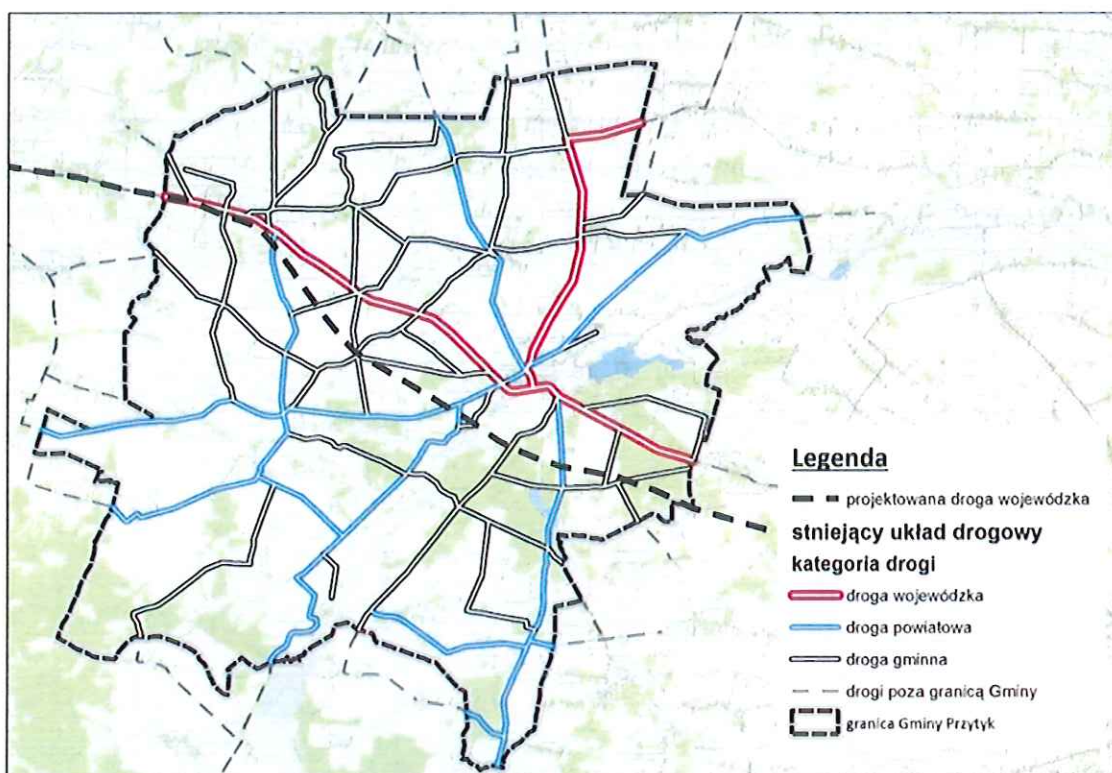 Legenda
projektowana droga wojewódzka
stniejący układ drogowy
kategoria drogi
droga wojewódzka
droga powiatowa
droga gminna
drogi poza granicą Gminy
granica Gminy Przytyk